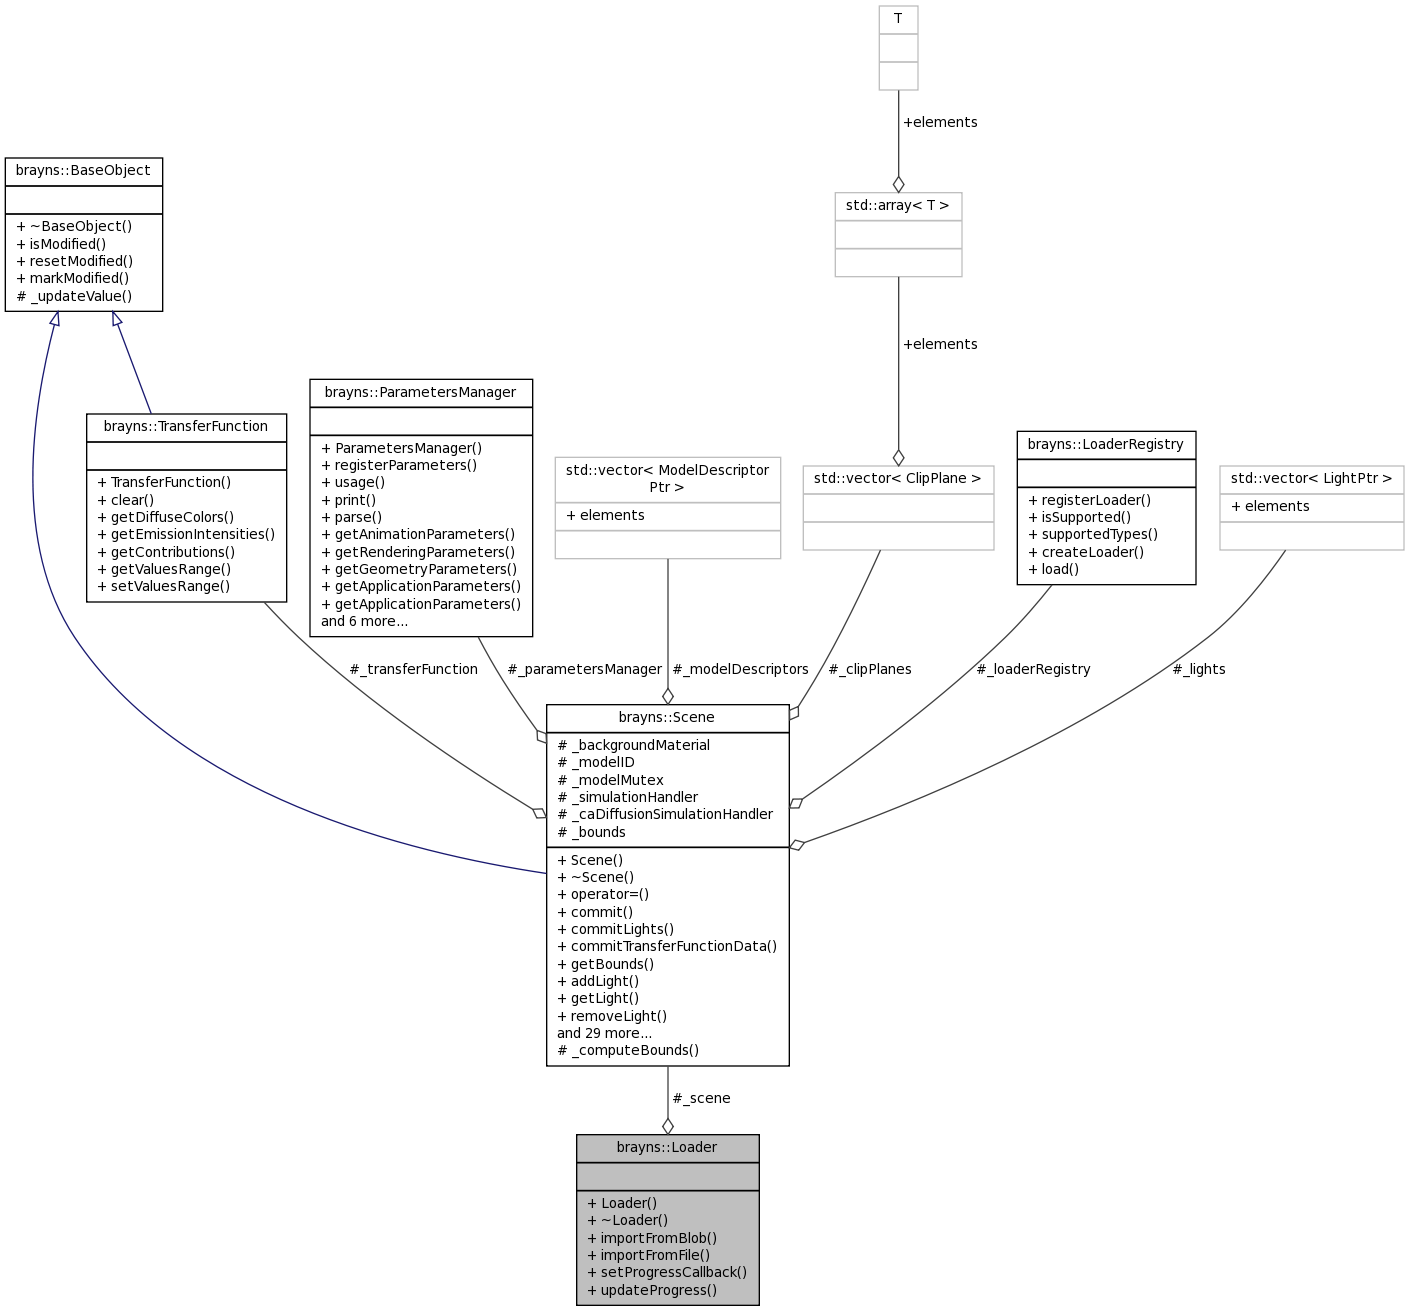 T
+elements
brayns::BaseObject
+ ~BaseObject()
+ isModified()
+ resetModified()
+ markModified()
# _updateValue()
std::array< T >
+elements
brayns::TransferFunction
+ TransferFunction()
+ clear()
+ getDiffuseColors()
+ getEmissionIntensities()
+ getContributions()
+ getValuesRange()
+ setValuesRange()
brayns::ParametersManager
+ ParametersManager()
+ registerParameters()
+ usage()
+ print()
+ parse()
+ getAnimationParameters()
+ getRenderingParameters()
+ getGeometryParameters()
+ getApplicationParameters()
+ getApplicationParameters()
and 6 more...
std::vector< ModelDescriptor
Ptr >
+ elements
std::vector< ClipPlane >
brayns::LoaderRegistry
+ registerLoader()
+ isSupported()
+ supportedTypes()
+ createLoader()
+ load()
std::vector< LightPtr >
+ elements
#_transferFunction
#_parametersManager
#_modelDescriptors
#_clipPlanes
#_loaderRegistry
#_lights
brayns::Scene
# _backgroundMaterial
# _modelID
# _modelMutex
# _simulationHandler
# _caDiffusionSimulationHandler
# _bounds
+ Scene()
+ ~Scene()
+ operator=()
+ commit()
+ commitLights()
+ commitTransferFunctionData()
+ getBounds()
+ addLight()
+ getLight()
+ removeLight()
and 29 more...
# _computeBounds()
#_scene
brayns::Loader
+ Loader()
+ ~Loader()
+ importFromBlob()
+ importFromFile()
+ setProgressCallback()
+ updateProgress()